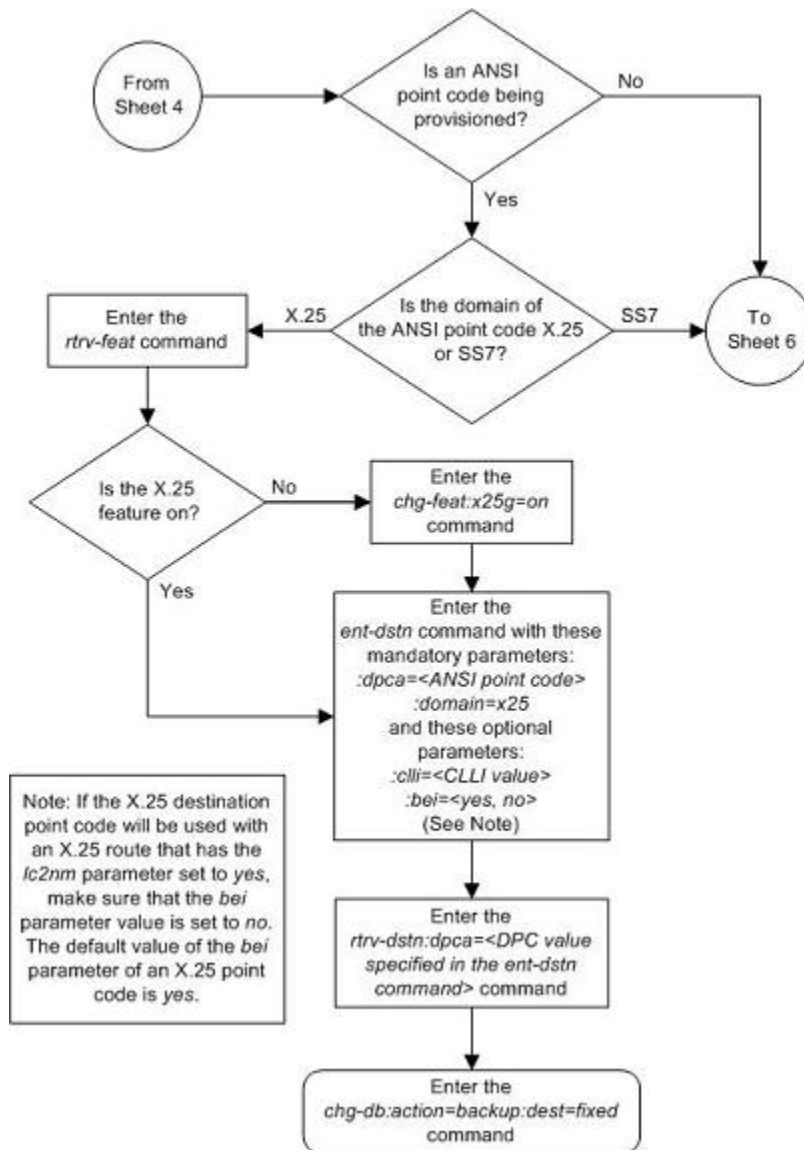 From
Sheet 4
Is an ANSI
point code being
provisioned?
No
Yes
Is the domain of
the ANSI point code X.25
or SS7?
X.25
SS7
To
Sheet 6
Enter the
rtrv-feat command
Is the X.25
feature on?
No
Yes
Enter the
chg-feat:x25g=on
command
Enter the
ent-dstn command with these
mandatory parameters:
:dpca=<ANSI point code>
:domain=x25
and these optional
parameters:
:clli=<CLLI value>
:bei=<yes, no>
(See Note)
Note: If the X.25 destination
point code will be used with
an X.25 route that has the
lc2nm parameter set to yes,
make sure that the bei
parameter value is set to no.
The default value of the bei
parameter of an X.25 point
code is yes.
Enter the
rtrv-dstn:dpca=<DPC value
specified in the ent-dstn
command> command
Enter the
chg-db:action=backup:dest=fixed
command